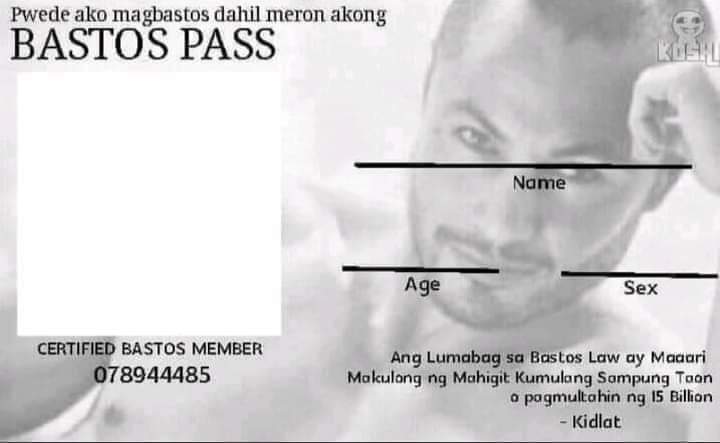 Pwede ako magbastos dahil meron akong
BASTOS PASS
KOSHI
Name
Age
Sex
CERTIFIED BASTOS MEMBER
078944485
Ang Lumabag sa Bastos Law ay Maaari
Makulong ng Mahigit Kumulang Sampung Taon
o pagmultahin ng 15 Billion
- Kidlat